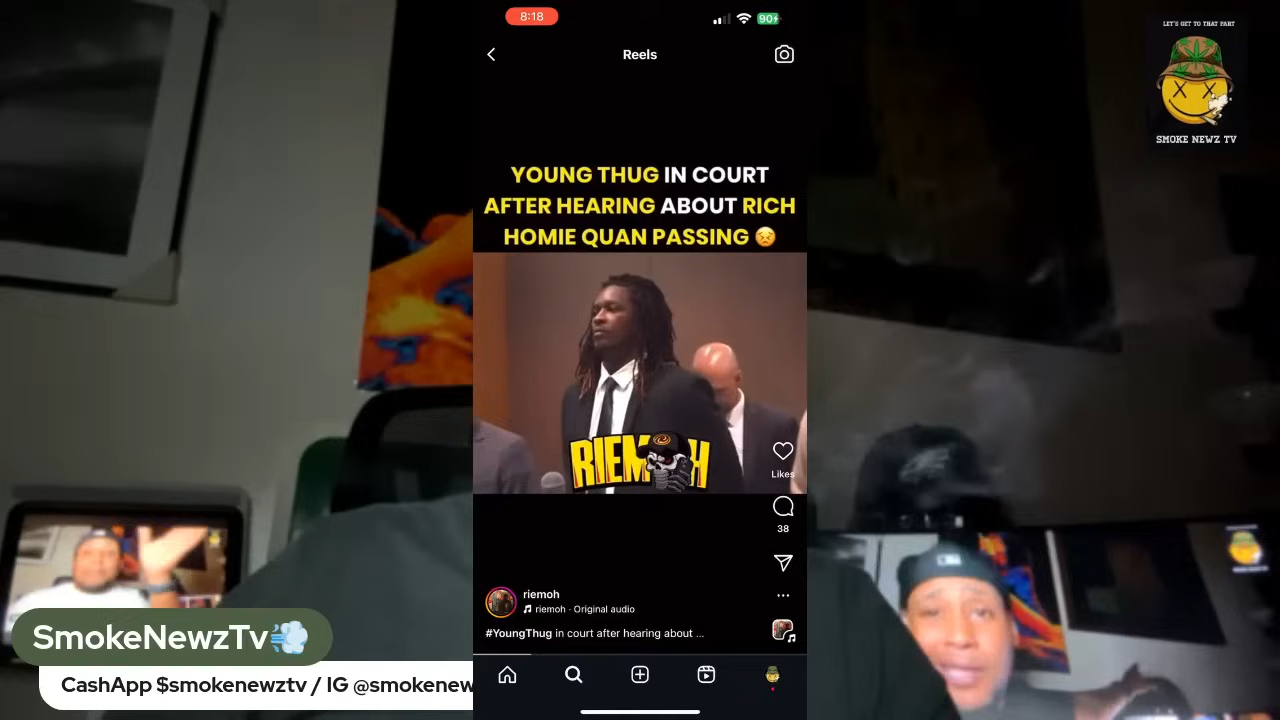 8:18
90
Reels
LET'S GET TO THAT PART
SMOKE NEWZ TV
YOUNG THUG IN COURT
AFTER HEARING ABOUT RICH
HOMIE QUAN PASSING 😣
RIEMOH
Likes
38
riemoh
riemoh · Original audio
#YoungThug in court after hearing about ...
SmokeNewzTv💨
CashApp $smokenewztv / IG @smokenew